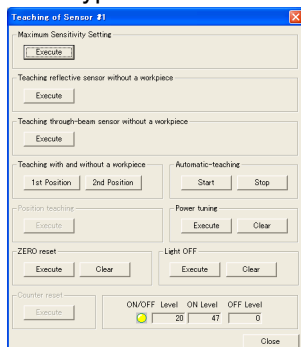 Teaching of Sensor #1
Maximum Sensitivity Setting
Execute
Teaching reflective sensor without a workpiece
Execute
Teaching through-beam sensor without a workpiece
Execute
Teaching with and without a workpiece Automatic-teaching
1st Position 2nd Position Start Stop
Position teaching Power tuning
Execute Execute Clear
ZERO reset Light OFF
Execute Clear Execute Clear
Counter reset
Execute
ON/OFF Level ON Level OFF Level
20 47 0
Close